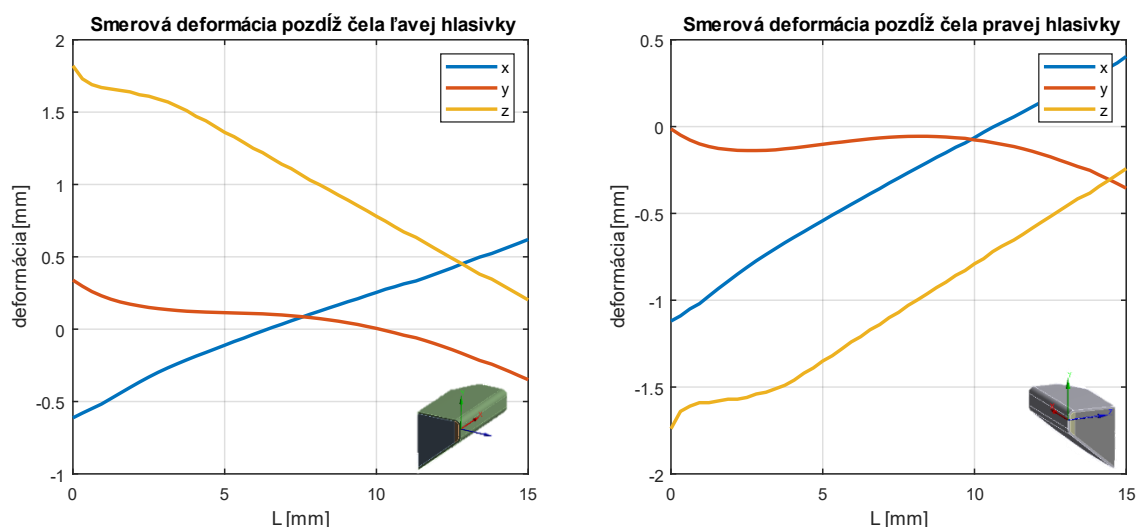 Smerová deformácia pozdĺž čela ľavej hlasivky
2
1.5
1
0.5
0
-0.5
-1
deformácia [mm]
x
y
z
0
5
10
15
L [mm]
Smerová deformácia pozdĺž čela pravej hlasivky
0.5
0
-0.5
-1
-1.5
-2
deformácia [mm]
x
y
z
0
5
10
15
L [mm]